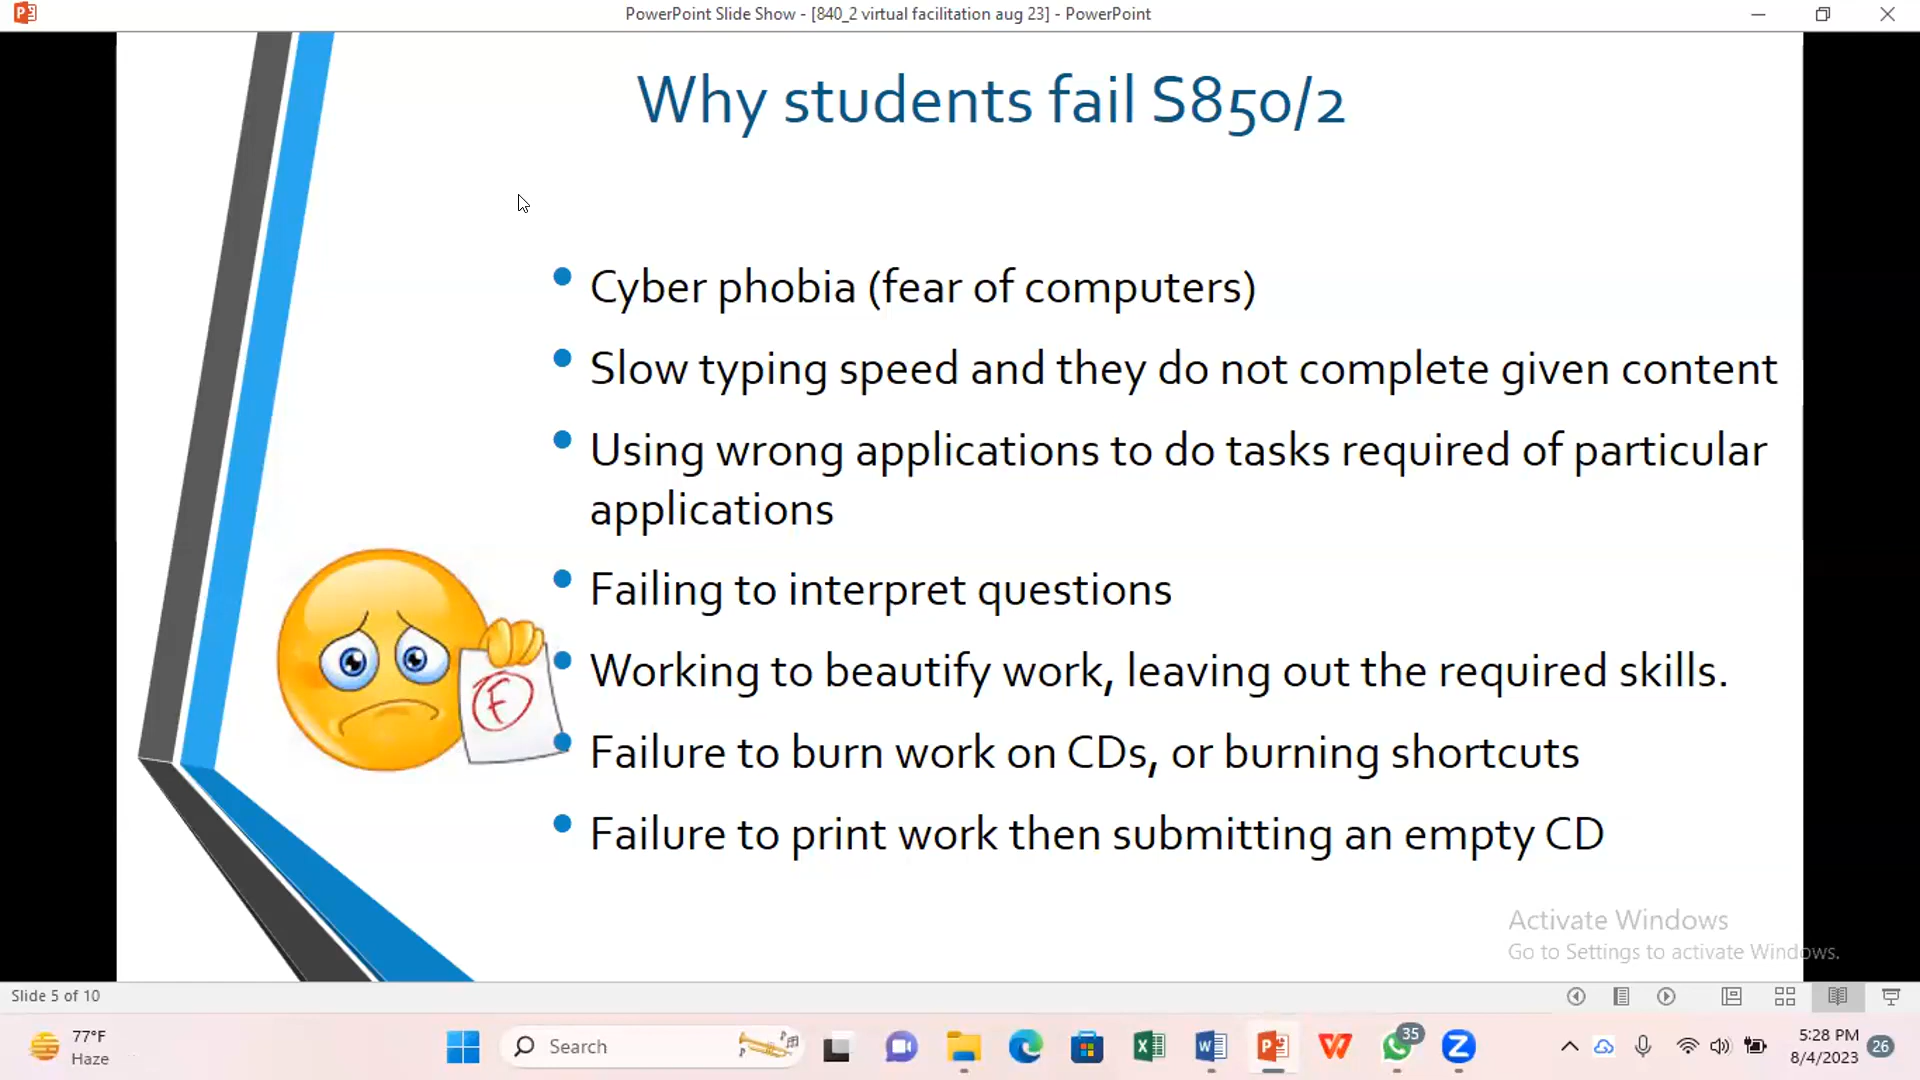 PowerPoint Slide Show - [840_2 virtual facilitation aug 23] - PowerPoint
Why students fail S850/2
• Cyber phobia (fear of computers)
• Slow typing speed and they do not complete given content
• Using wrong applications to do tasks required of particular
applications
• Failing to interpret questions
• Working to beautify work, leaving out the required skills.
• Failure to burn work on CDs, or burning shortcuts
• Failure to print work then submitting an empty CD
F
Activate Windows
Go to Settings to activate Windows.
Slide 5 of 10
77°F
Haze
Search
35
5:28 PM
8/4/2023
26